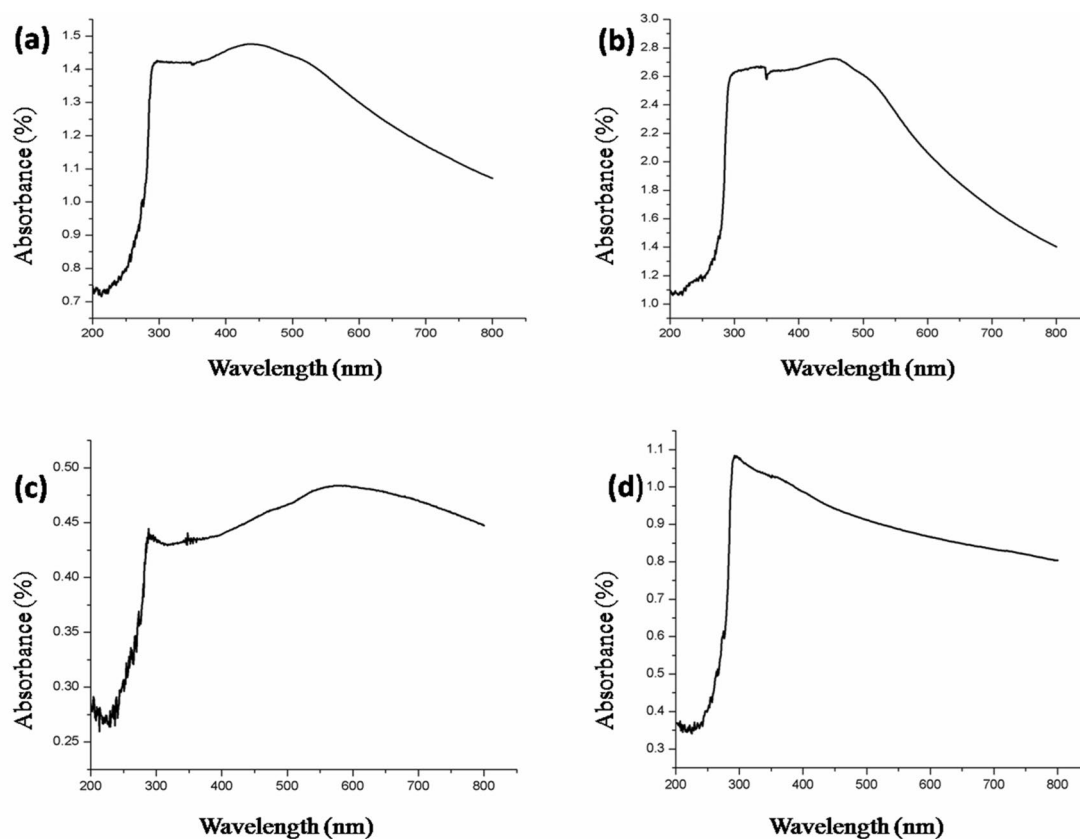 (a)
1.5
1.4
1.3
1.2
1.1
1.0
0.9
0.8
0.7
Absorbance (%)
200 300 400 500 600 700 800
Wavelength (nm)
(b)
3.0
2.8
2.6
2.4
2.2
2.0
1.8
1.6
1.4
1.2
1.0
Absorbance (%)
200 300 400 500 600 700 800
Wavelength (nm)
(c)
0.50
0.45
0.40
0.35
0.30
0.25
Absorbance (%)
200 300 400 500 600 700 800
Wavelength (nm)
(d)
1.1
1.0
0.9
0.8
0.7
0.6
0.5
0.4
0.3
Absorbance (%)
200 300 400 500 600 700 800
Wavelength (nm)